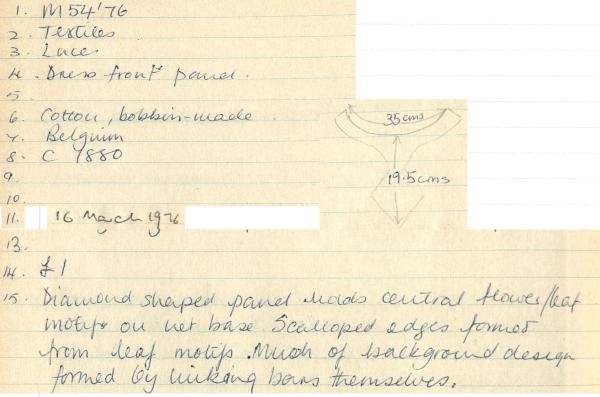 1. M54'76
2. Textiles
3. Laces
4. Dress front panel.
5
6. Cotton, bobbin-made
7. Belgium
8. C 1880
9.
10.
11. 16 March 1976
13.
14. £1
15. Diamond shaped panel central flower/leaf
motifs on net base Scalloped edges formed
from leaf motifs. Much of background design
formed by linking bars themselves.
35cms
19.5cms